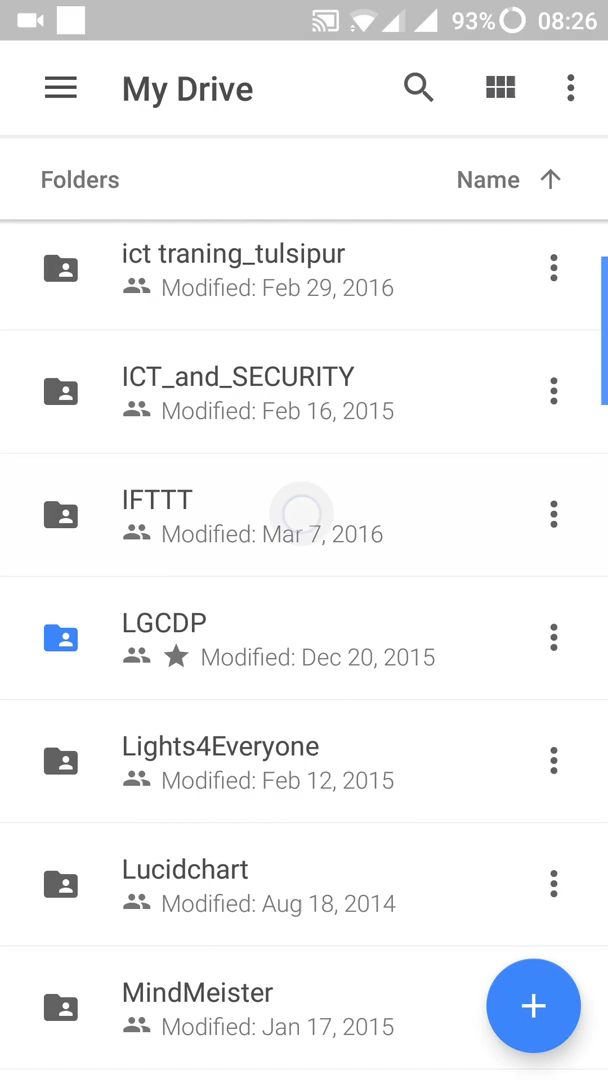 93% 08:26
My Drive
Folders Name
ict traning_tulsipur
Modified: Feb 29, 2016
ICT_and_SECURITY
Modified: Feb 16, 2015
IFTTT
Modified: Mar 7, 2016
LGCDP
Modified: Dec 20, 2015
Lights4Everyone
Modified: Feb 12, 2015
Lucidchart
Modified: Aug 18, 2014
MindMeister
Modified: Jan 17, 2015